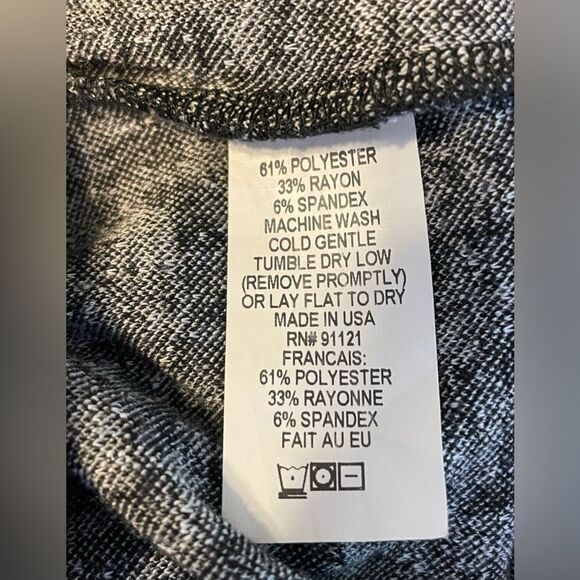 61% POLYESTER
33% RAYON
6% SPANDEX
MACHINE WASH
COLD GENTLE
TUMBLE DRY LOW
(REMOVE PROMPTLY)
OR LAY FLAT TO DRY
MADE IN USA
RN# 91121
FRANCAIS:
61% POLYESTER
33% RAYONNE
6% SPANDEX
FAIT AU EU